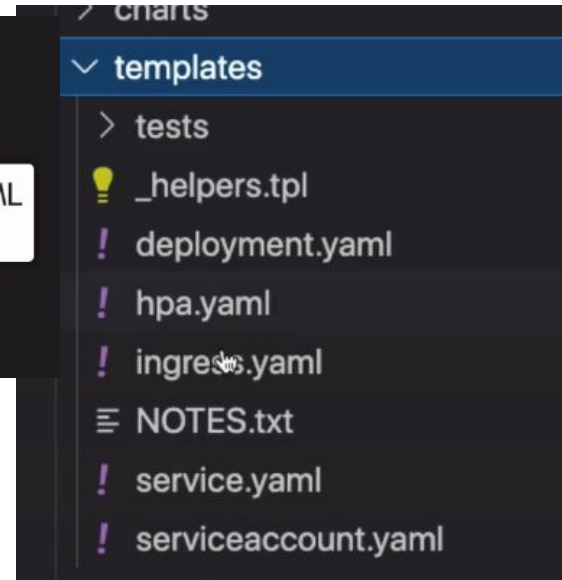 charts
templates
tests
_helpers.tpl
deployment.yaml
hpa.yaml
ingress.yaml
NOTES.txt
service.yaml
serviceaccount.yaml